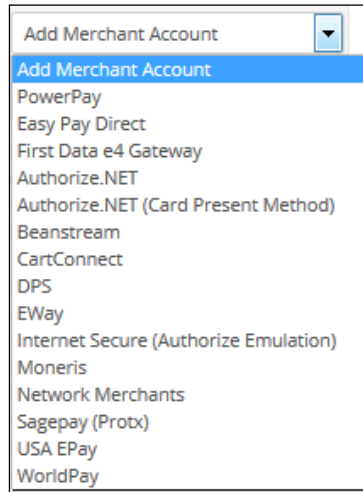 Add Merchant Account
Add Merchant Account
PowerPay
Easy Pay Direct
First Data e4 Gateway
Authorize.NET
Authorize.NET (Card Present Method)
Beanstream
CartConnect
DPS
EWay
Internet Secure (Authorize Emulation)
Moneris
Network Merchants
Sagepay (Protx)
USA EPay
WorldPay